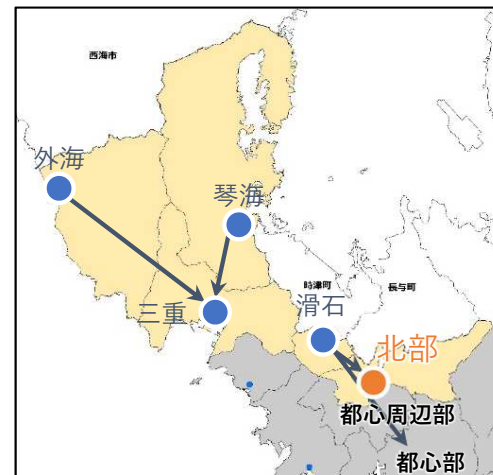 西海市
外海
琴海
三重
時津町
長与町
滑石
北部
都心周辺部
都心部